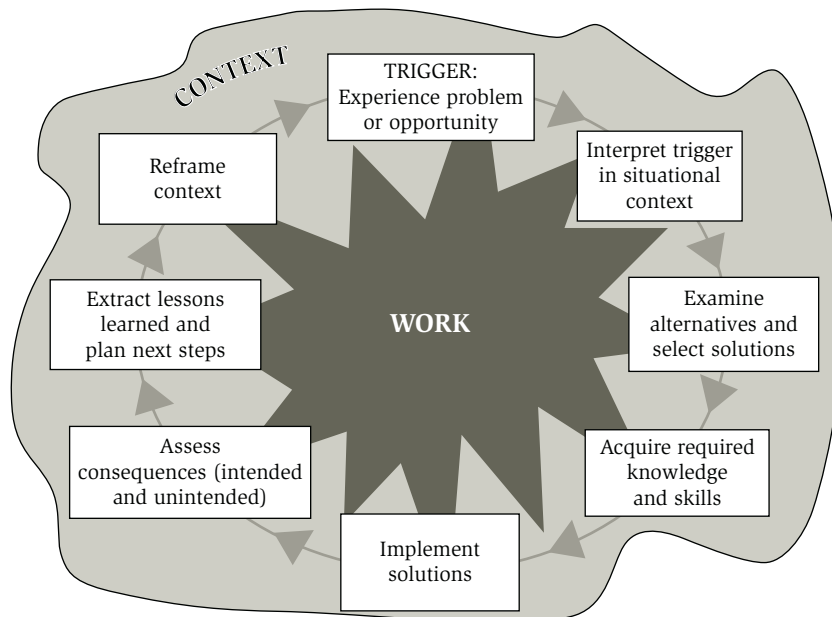 CONTEXT
TRIGGER:
Experience problem
or opportunity
Interpret trigger
in situational
context
Examine
alternatives and
select solutions
Acquire required
knowledge
and skills
Implement
solutions
Assess
consequences (intended
and unintended)
Extract lessons
learned and
plan next steps
Reframe
context
WORK